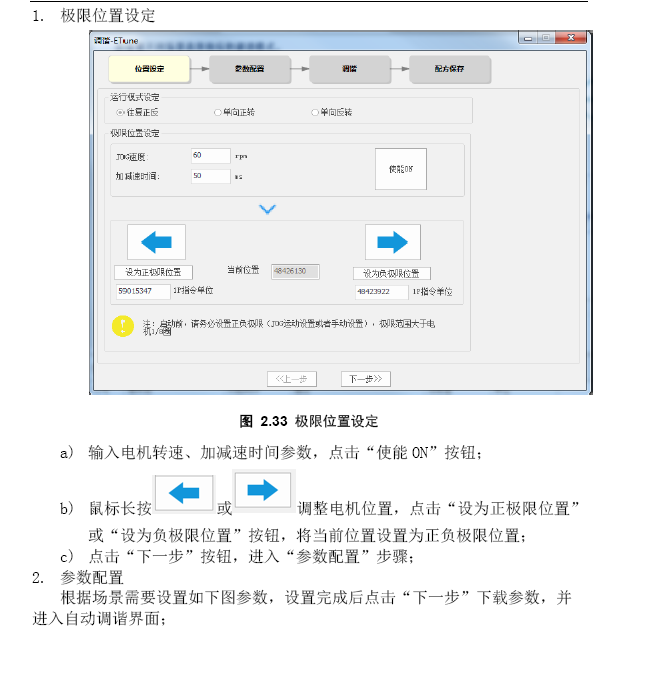 1. 极限位置设定
调谐-ETune
位置设定
参数配置
调谐
配方保存
运行模式设定
往复正反
单向正转
单向反转
极限位置设定
JOG速度:
60
rpm
加减速时间:
50
ms
使能ON
设为正极限位置
当前位置
48426130
设为负极限位置
59015347
1P指令单位
48423922
1P指令单位
注: 启动前, 请务必设置正负极限 (JOG运动设置或者手动设置), 极限范围大于电
机1/8圈
<<上一步
下一步>>
图 2.33 极限位置设定
a) 输入电机转速、加减速时间参数, 点击“使能 ON”按钮;
b) 鼠标长按 或 调整电机位置, 点击“设为正极限位置”
或“设为负极限位置”按钮, 将当前位置设置为正负极限位置;
c) 点击“下一步”按钮, 进入“参数配置”步骤;
2. 参数配置
根据场景需要设置如下图参数, 设置完成后点击“下一步”下载参数, 并
进入自动调谐界面;